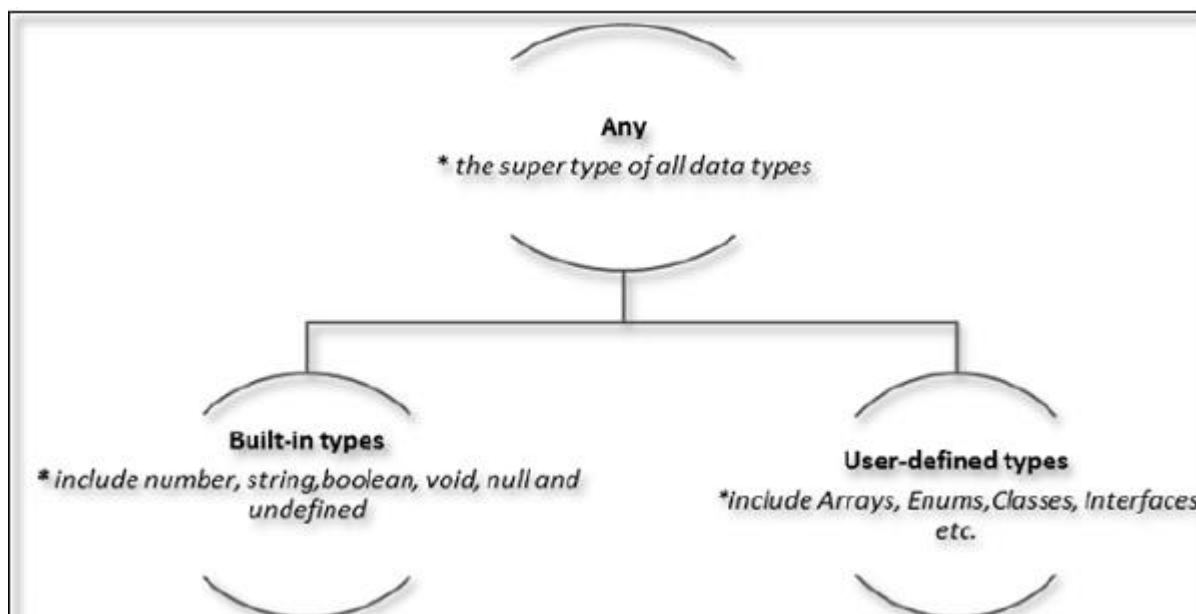 Any
* the super type of all data types
Built-in types
* include number, string,boolean, void, null and
undefined
User-defined types
*include Arrays, Enums,Classes, Interfaces
etc.